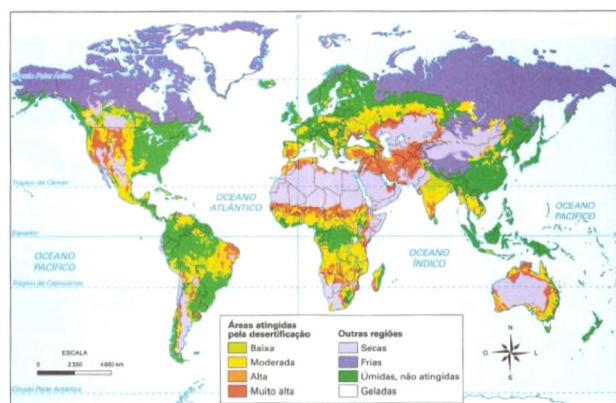 Círculo Polar Ártico
Trópico de Câncer
OCEANO
ATLÂNTICO
OCEANO
PACÍFICO
Equador
OCEANO
PACÍFICO
OCEANO
ÍNDICO
Trópico de Capricórnio
ESCALA
0
Círculo Polar Antártico
Áreas atingidas
pela desertificação
Baixa
Moderada
Alta
Muito alta
Outras regiões
Secas
Frias
Úmidas, não atingidas
Geladas
N
O
L
S